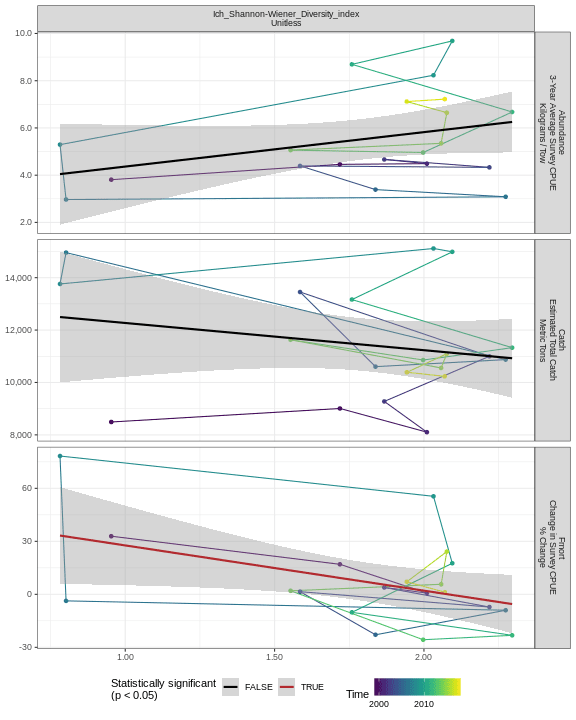 Ich_Shannon-Wiener_Diversity_index
Unitless
10.0
8.0
6.0
4.0
2.0
Abundance
3-Year Average Survey CPUE
Kilograms / Tow
14,000
12,000
10,000
8,000
Catch
Estimated Total Catch
Metric Tons
60
30
0
-30
Fmort
Change in Survey CPUE
% Change
1.00
1.50
2.00
Statistically significant
(p < 0.05)
FALSE
TRUE
Time
2000
2010